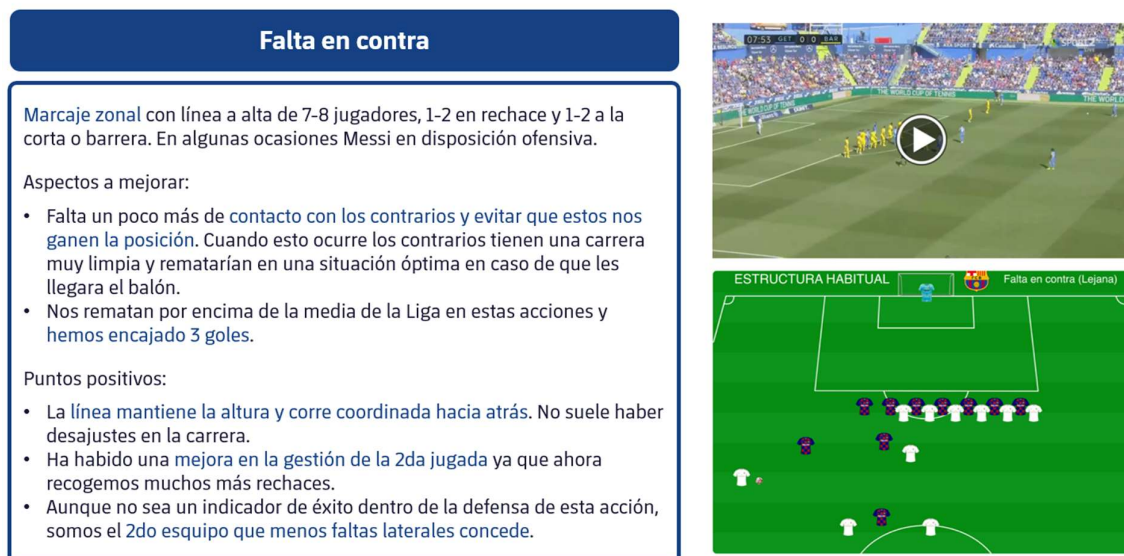 Falta en contra
Marcaje zonal con línea a alta de 7-8 jugadores, 1-2 en rechace y 1-2 a la
corta o barrera. En algunas ocasiones Messi en disposición ofensiva.
Aspectos a mejorar:
• Falta un poco más de contacto con los contrarios y evitar que estos nos
ganen la posición. Cuando esto ocurre los contrarios tienen una carrera
muy limpia y rematarían en una situación óptima en caso de que les
llegara el balón.
• Nos rematan por encima de la media de la Liga en estas acciones y
hemos encajado 3 goles.
Puntos positivos:
• La línea mantiene la altura y corre coordinada hacia atrás. No suele haber
desajustes en la carrera.
• Ha habido una mejora en la gestión de la 2da jugada ya que ahora
recogemos muchos más rechaces.
• Aunque no sea un indicador de éxito dentro de la defensa de esta acción,
somos el 2do esquipo que menos faltas laterales concede.
07:53 GET 0 0 BAR
THE WORLD CUP OF TENNIS
THE WORLD
ESTRUCTURA HABITUAL
Falta en contra (Lejana)